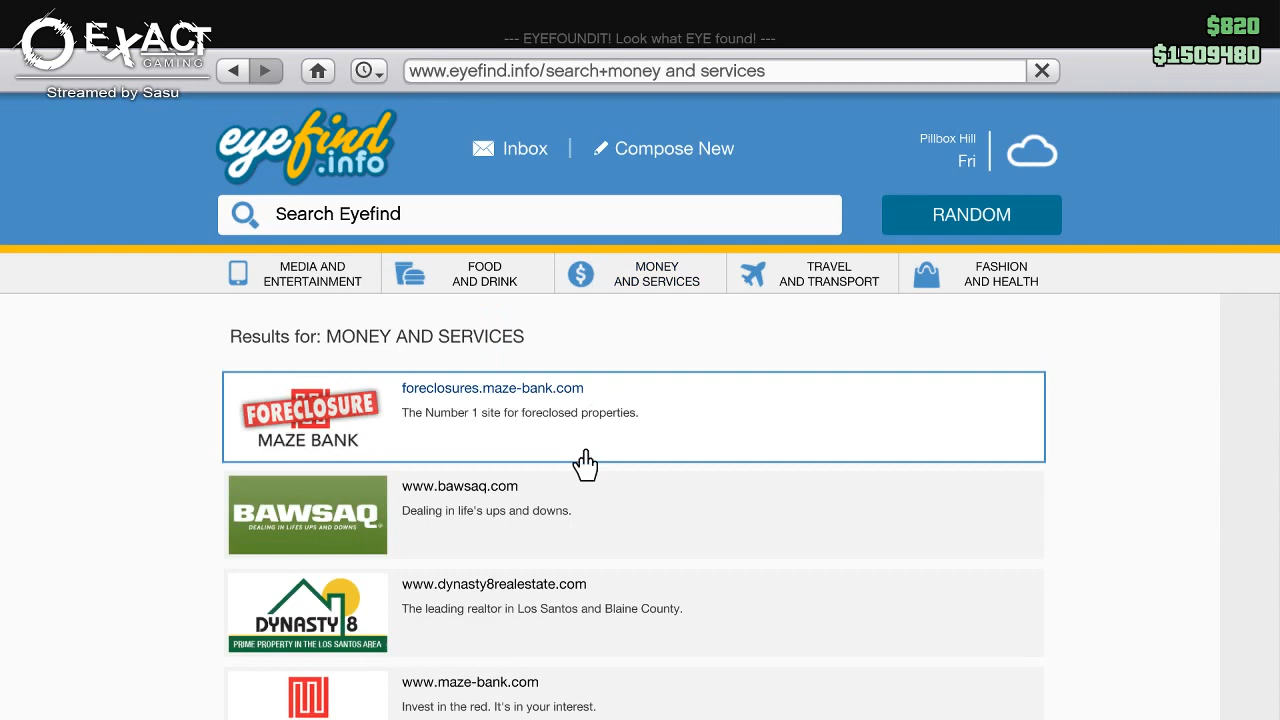 EXACT
GAMING
Streamed by Sasu
--- EYEFOUNDIT! Look what EYE found! ---
$820
$1509480
www.eyefind.info/search+money and services
eyefind
.info
Inbox
Compose New
Pillbox Hill
Fri
Search Eyefind
RANDOM
MEDIA AND
ENTERTAINMENT
FOOD
AND DRINK
MONEY
AND SERVICES
TRAVEL
AND TRANSPORT
FASHION
AND HEALTH
Results for: MONEY AND SERVICES
FORECLOSURE
MAZE BANK
foreclosures.maze-bank.com
The Number 1 site for foreclosed properties.
BAWSAQ
DEALING IN LIFES UPS AND DOWNS
www.bawsaq.com
Dealing in life's ups and downs.
DYNASTY 8
PRIME PROPERTY IN THE LOS SANTOS AREA
www.dynasty8realestate.com
The leading realtor in Los Santos and Blaine County.
www.maze-bank.com
Invest in the red. It's in your interest.